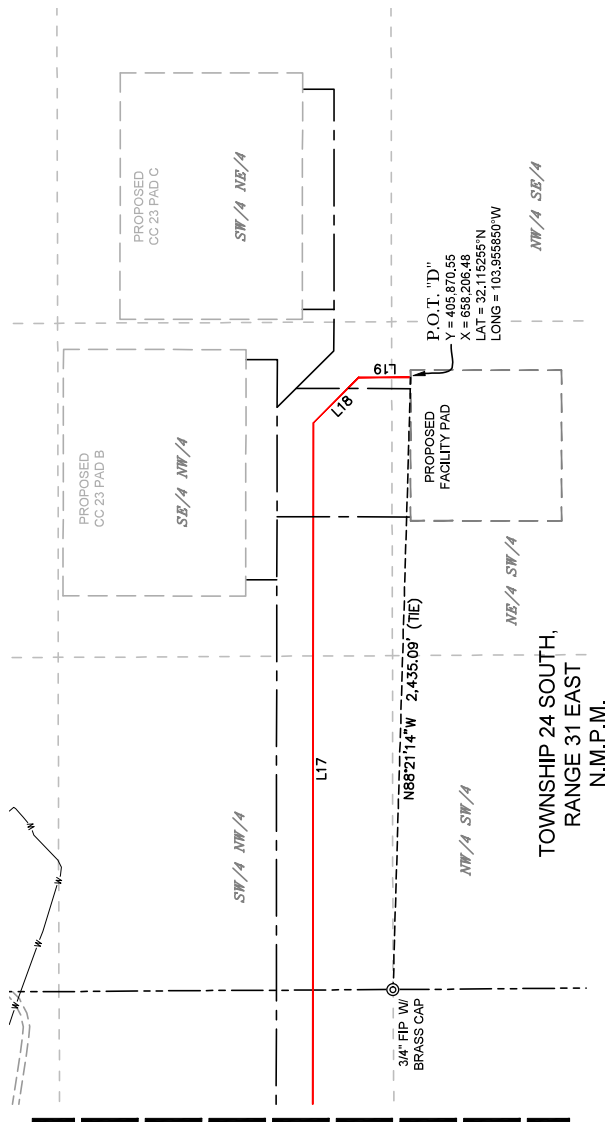 PROPOSED
CC 23 PAD C
SW/4 NE/4
NW/4 SE/4
P.O.T. "D"
Y = 405,870.55
X = 658,206.48
LAT = 32.115255°N
LONG = 103.955850°W
L19
L18
PROPOSED
CC 23 PAD B
SE/4 NW/4
PROPOSED
FACILITY PAD
NE/4 SW/4
L17
N88°21'14"W 2,435.09' (TIE)
TOWNSHIP 24 SOUTH,
RANGE 31 EAST
N.M.P.M.
SW/4 NW/4
NW/4 SW/4
W
W
W
W
W
3/4" FIP W/
BRASS CAP